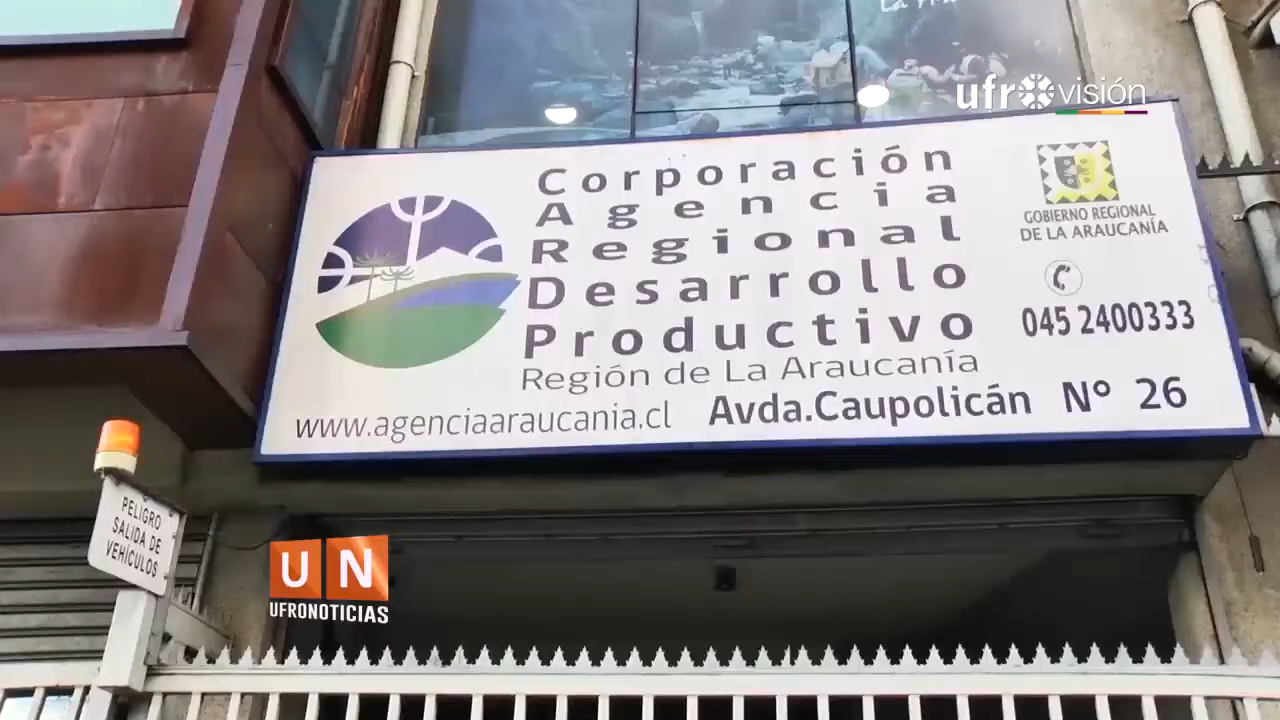 ufrovisión
Corporación
Agencia
Regional
Desarrollo
Productivo
Región de La Araucanía
www.agenciaaraucania.cl
Avda.Caupolicán Nº 26
GOBIERNO REGIONAL
DE LA ARAUCANÍA
045 2400333
PELIGRO
SALIDA DE
VEHÍCULOS
UN
UFRONOTICIAS